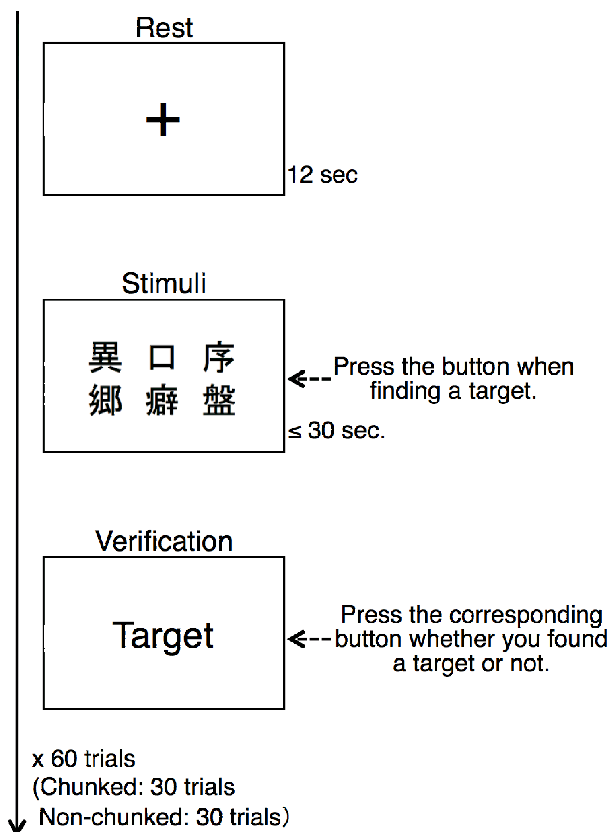 Rest
+
12 sec
Stimuli
異 口 序
郷 癖 盤
Press the button when
finding a target.
≤ 30 sec.
Verification
Target
Press the corresponding
button whether you found
a target or not.
x 60 trials
(Chunked: 30 trials
Non-chunked: 30 trials）